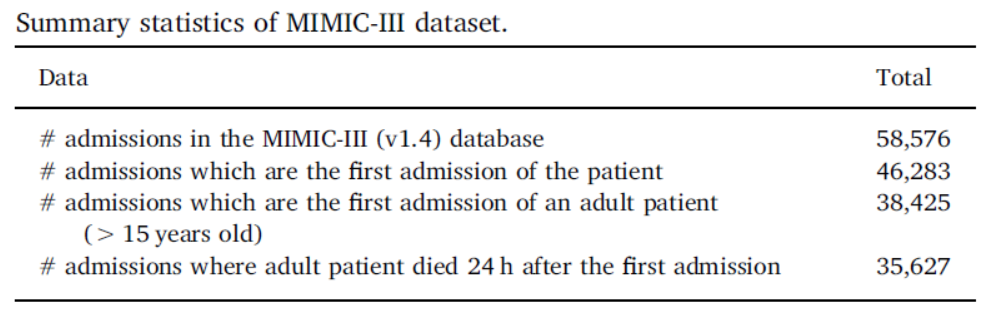 Summary statistics of MIMIC-III dataset.
Data Total
# admissions in the MIMIC-III (v1.4) database 58,576
# admissions which are the first admission of the patient 46,283
# admissions which are the first admission of an adult patient 38,425
(> 15 years old)
# admissions where adult patient died 24 h after the first admission 35,627